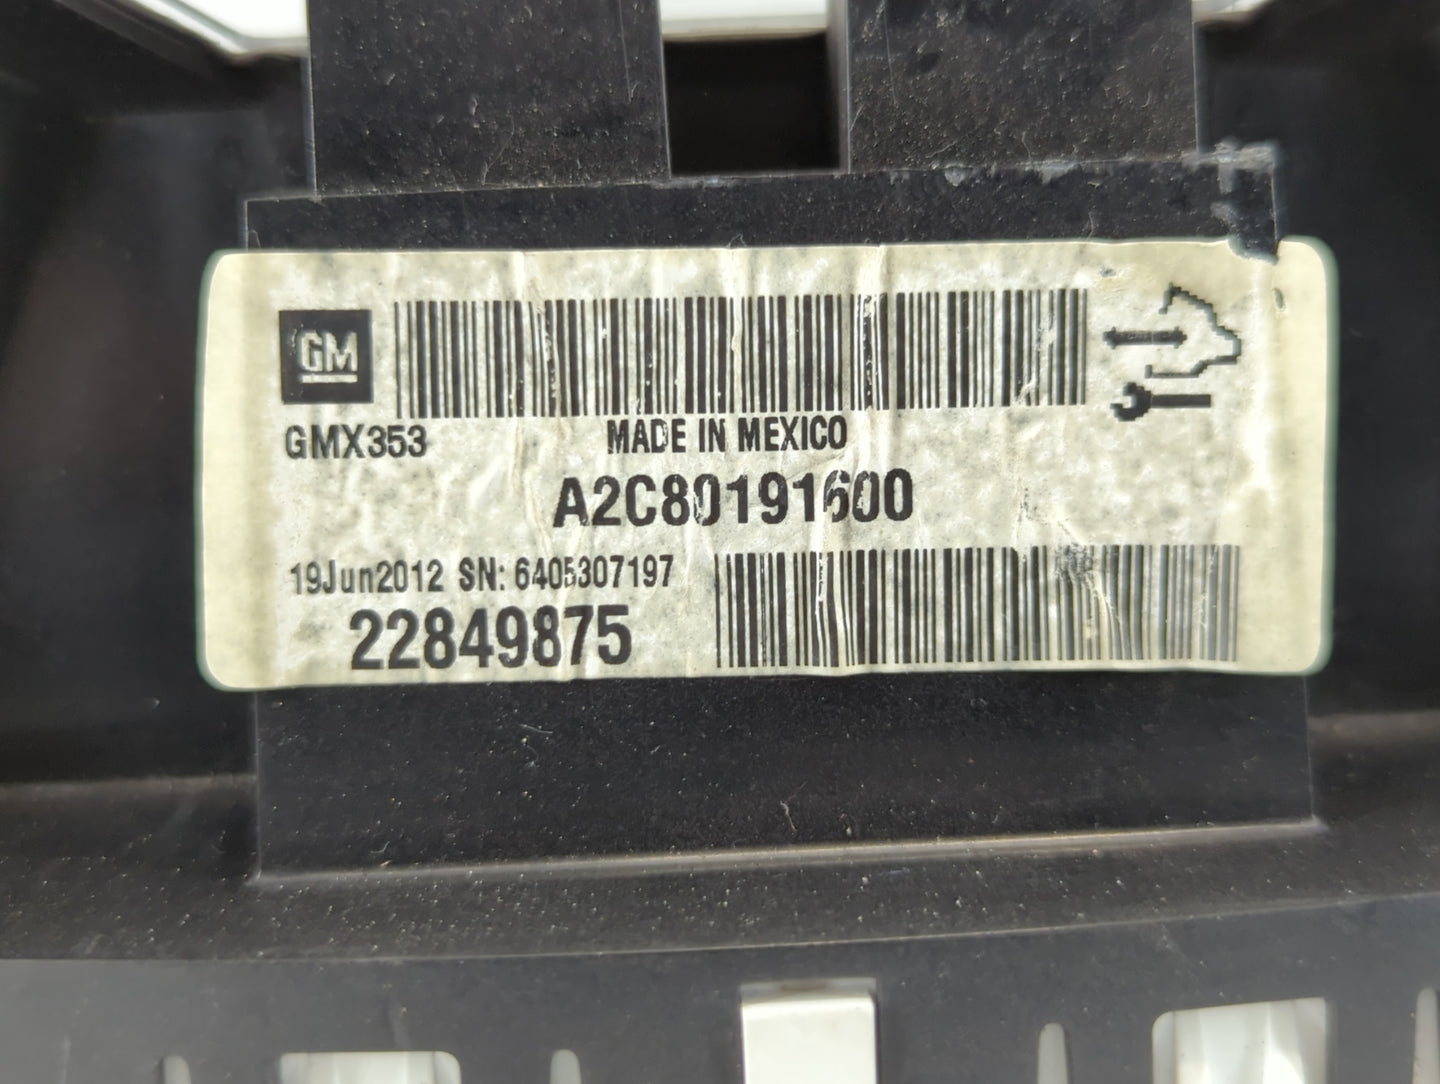 GM
GMX353
MADE IN MEXICO
A2C80191600
19Jun2012 SN: 6405307197
22849875